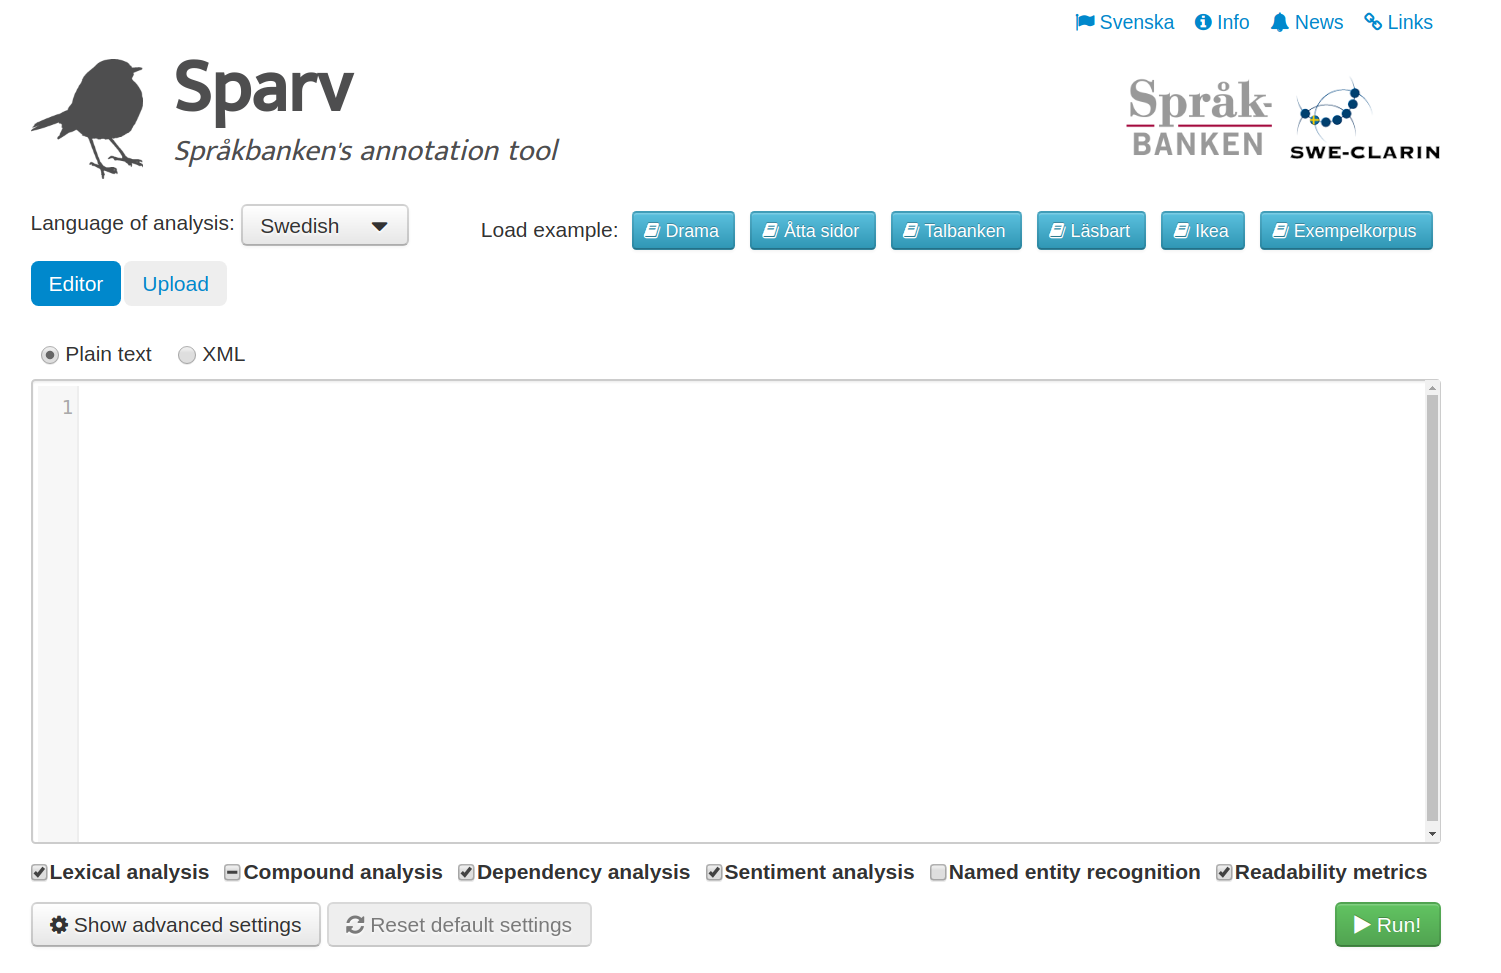 Svenska Info News Links
Sparv
Språkbanken's annotation tool
Språk-
BANKEN
SWE-CLARIN
Language of analysis: Swedish Load example: Drama Åtta sidor Talbanken Läsbart Ikea Exempelkorpus
Editor Upload
Plain text XML
1
Lexical analysis Compound analysis Dependency analysis Sentiment analysis Named entity recognition Readability metrics
Show advanced settings Reset default settings Run!